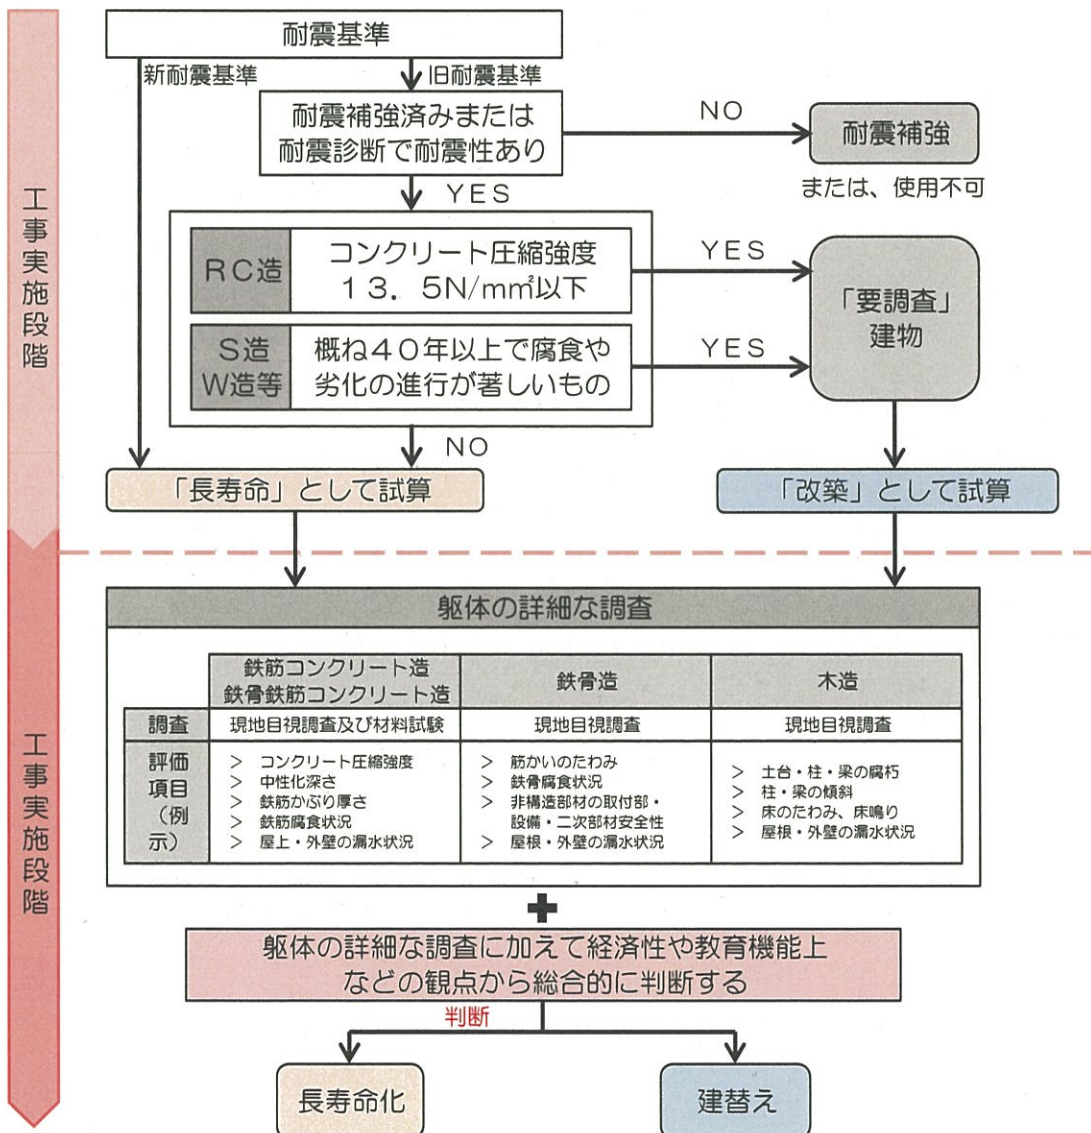 耐震基準
新耐震基準
旧耐震基準
耐震補強済みまたは
耐震診断で耐震性あり
NO
耐震補強
または、使用不可
YES
RC造
コンクリート圧縮強度
13.5N/mm²以下
YES
「要調査」
建物
S造
W造等
概ね40年以上で腐食や
劣化の進行が著しいもの
YES
NO
「長寿命」として試算
「改築」として試算
工事実施段階
躯体の詳細な調査
鉄筋コンクリート造
鉄骨鉄筋コンクリート造
鉄骨造
木造
調査
現地目視調査及び材料試験
現地目視調査
現地目視調査
評価
項目
(例
示)
> コンクリート圧縮強度
> 中性化深さ
> 鉄筋かぶり厚さ
> 鉄筋腐食状況
> 屋上・外壁の漏水状況
> 筋かいのたわみ
> 鉄骨腐食状況
> 非構造部材の取付部・
設備・二次部材安全性
> 屋根・外壁の漏水状況
> 土台・柱・梁の腐朽
> 柱・梁の傾斜
> 床のたわみ、床鳴り
> 屋根・外壁の漏水状況
+
躯体の詳細な調査に加えて経済性や教育機能上
などの観点から総合的に判断する
判断
長寿命化
建替え
工事実施段階